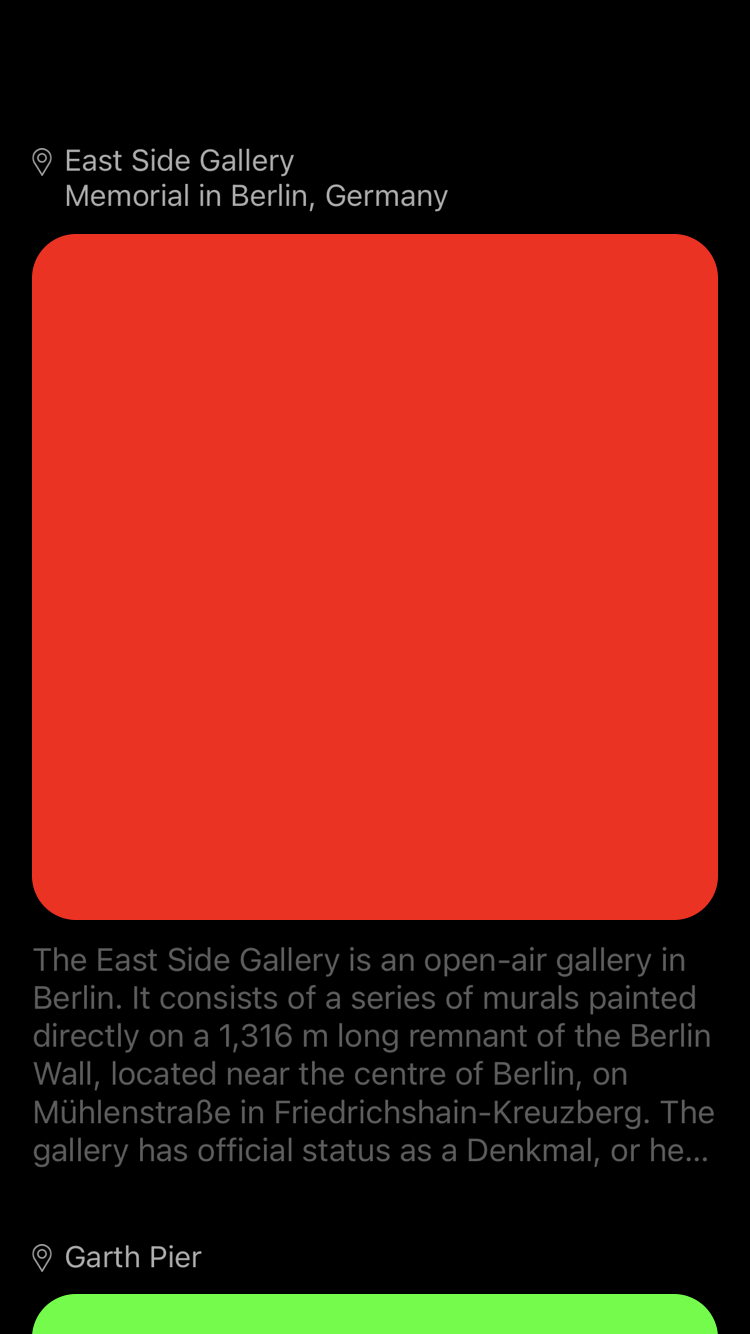 East Side Gallery
Memorial in Berlin, Germany
The East Side Gallery is an open-air gallery in
Berlin. It consists of a series of murals painted
directly on a 1,316 m long remnant of the Berlin
Wall, located near the centre of Berlin, on
Mühlenstraße in Friedrichshain-Kreuzberg. The
gallery has official status as a Denkmal, or he...
Garth Pier